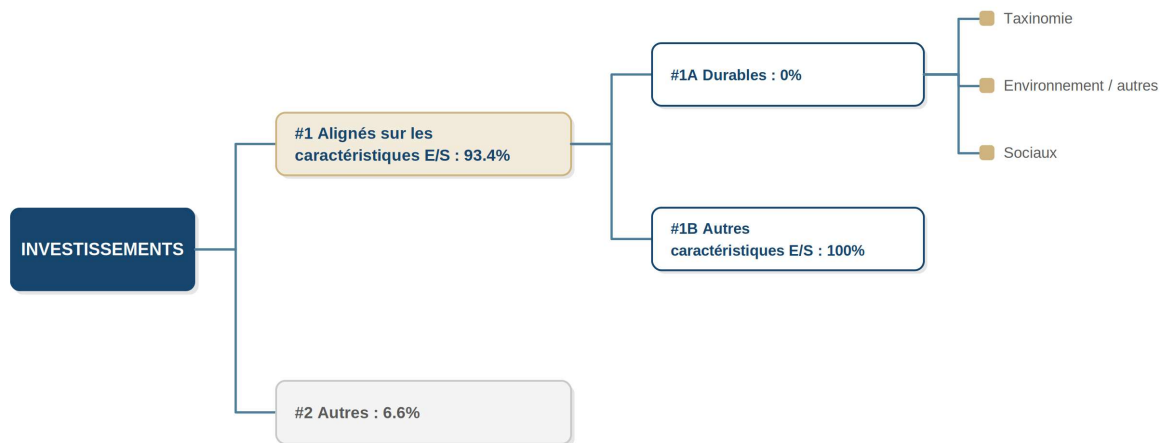 INVESTISSEMENTS
#1 Alignés sur les
caractéristiques E/S : 93.4%
#2 Autres : 6.6%
#1A Durables : 0%
#1B Autres
caractéristiques E/S : 100%
Taxinomie
Environnement / autres
Sociaux